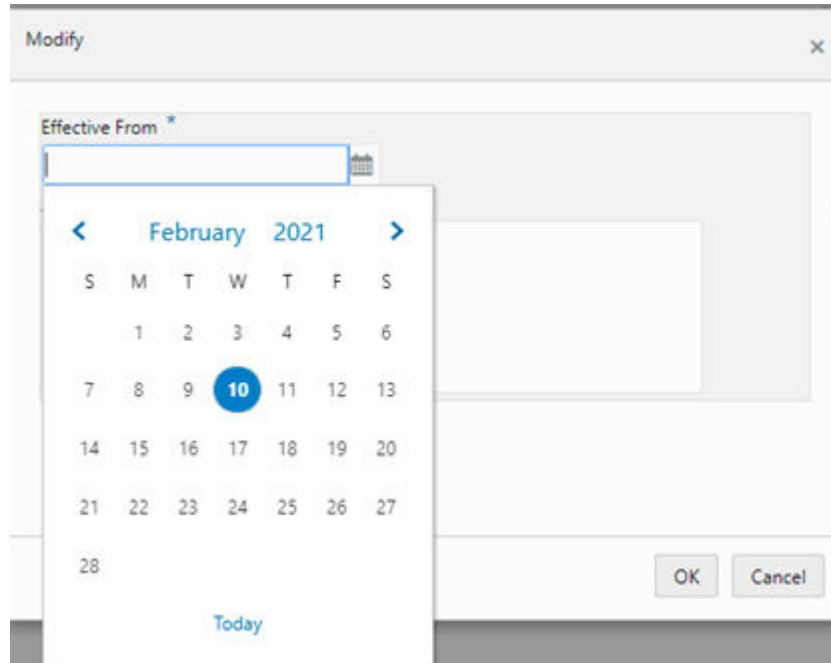 Modify ×
Effective From *
February 2021
S M T W T F S
1 2 3 4 5 6
7 8 9 10 11 12 13
14 15 16 17 18 19 20
21 22 23 24 25 26 27
28
OK Cancel
Today